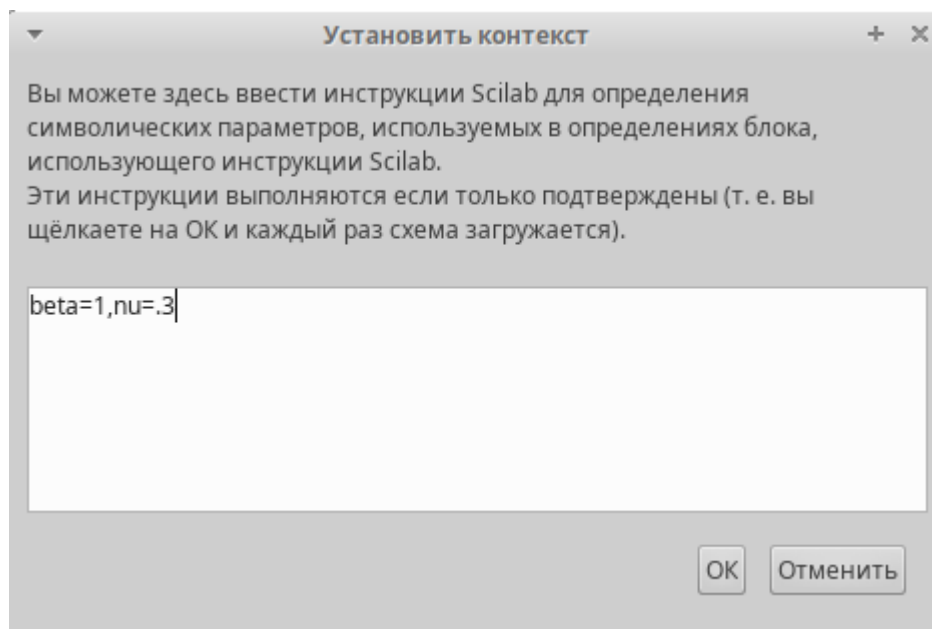 Установить контекст
Вы можете здесь ввести инструкции Scilab для определения
символических параметров, используемых в определениях блока,
использующего инструкции Scilab.
Эти инструкции выполняются если только подтверждены (т. е. вы
щёлкаете на ОК и каждый раз схема загружается).
beta=1,nu=.3
ОК Отменить